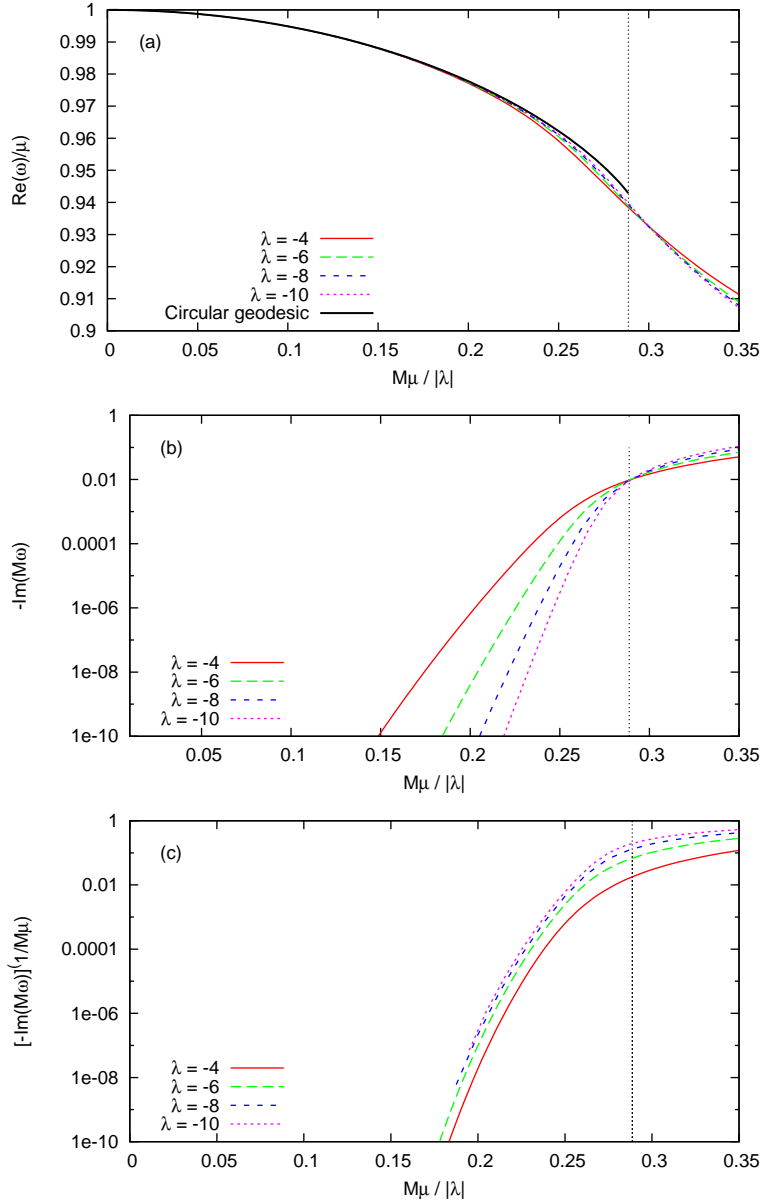 (a)
Re(ω)/μ
1
0.99
0.98
0.97
0.96
0.95
0.94
0.93
0.92
0.91
0.9
λ = -4
λ = -6
λ = -8
λ = -10
Circular geodesic
0 0.05 0.1 0.15 0.2 0.25 0.3 0.35
Mμ / |λ|
(b)
-Im(Mω)
1
0.01
0.0001
1e-06
1e-08
1e-10
λ = -4
λ = -6
λ = -8
λ = -10
0.05 0.1 0.15 0.2 0.25 0.3 0.35
Mμ / |λ|
(c)
[-Im(Mω)]^(1/Mμ)
1
0.01
0.0001
1e-06
1e-08
1e-10
λ = -4
λ = -6
λ = -8
λ = -10
0 0.05 0.1 0.15 0.2 0.25 0.3 0.35
Mμ / |λ|